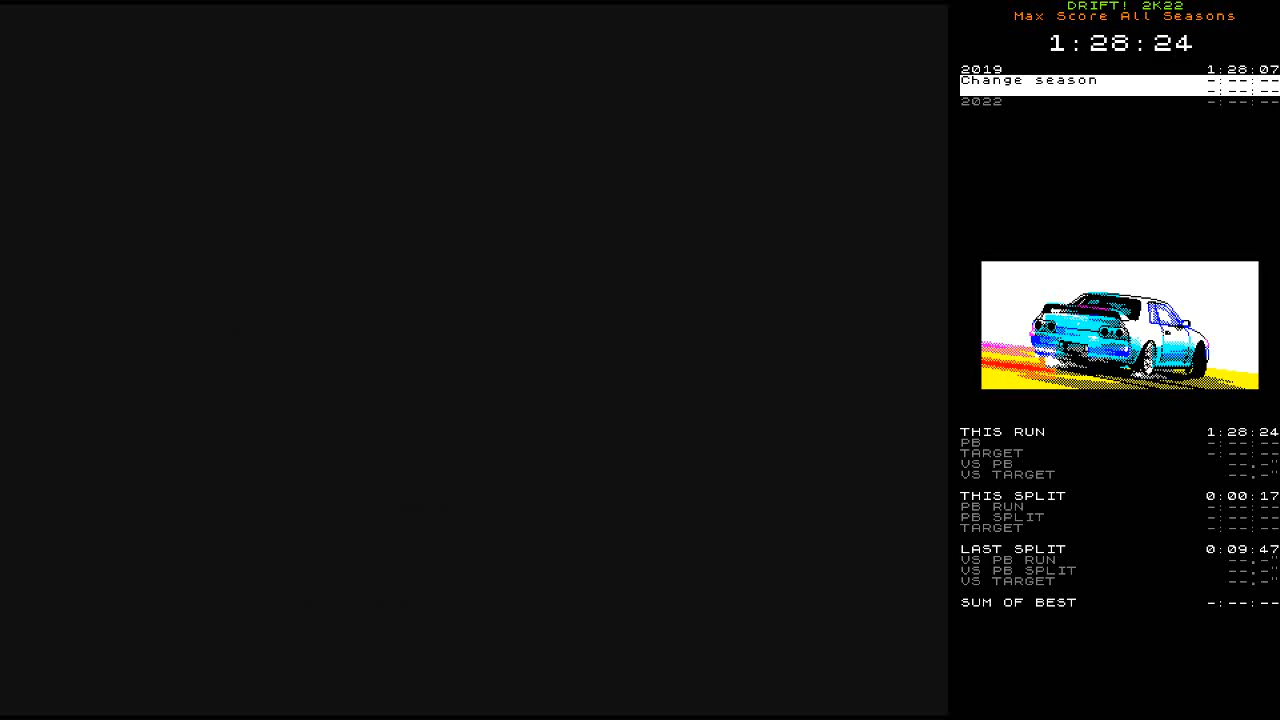 DRIFT! 2K22
Max Score All Seasons
1:28:24
2019 1:28:07
Change season -:--:--
-:--:--
2022 -:--:--
THIS RUN 1:28:24
PB -:--:--
TARGET -:--:--
VS PB --.-"
VS TARGET --.-"
THIS SPLIT 0:00:17
PB RUN -:--:--
PB SPLIT -:--:--
TARGET -:--:--
LAST SPLIT 0:09:47
VS PB RUN --.-"
VS PB SPLIT --.-"
VS TARGET --.-"
SUM OF BEST -:--:--